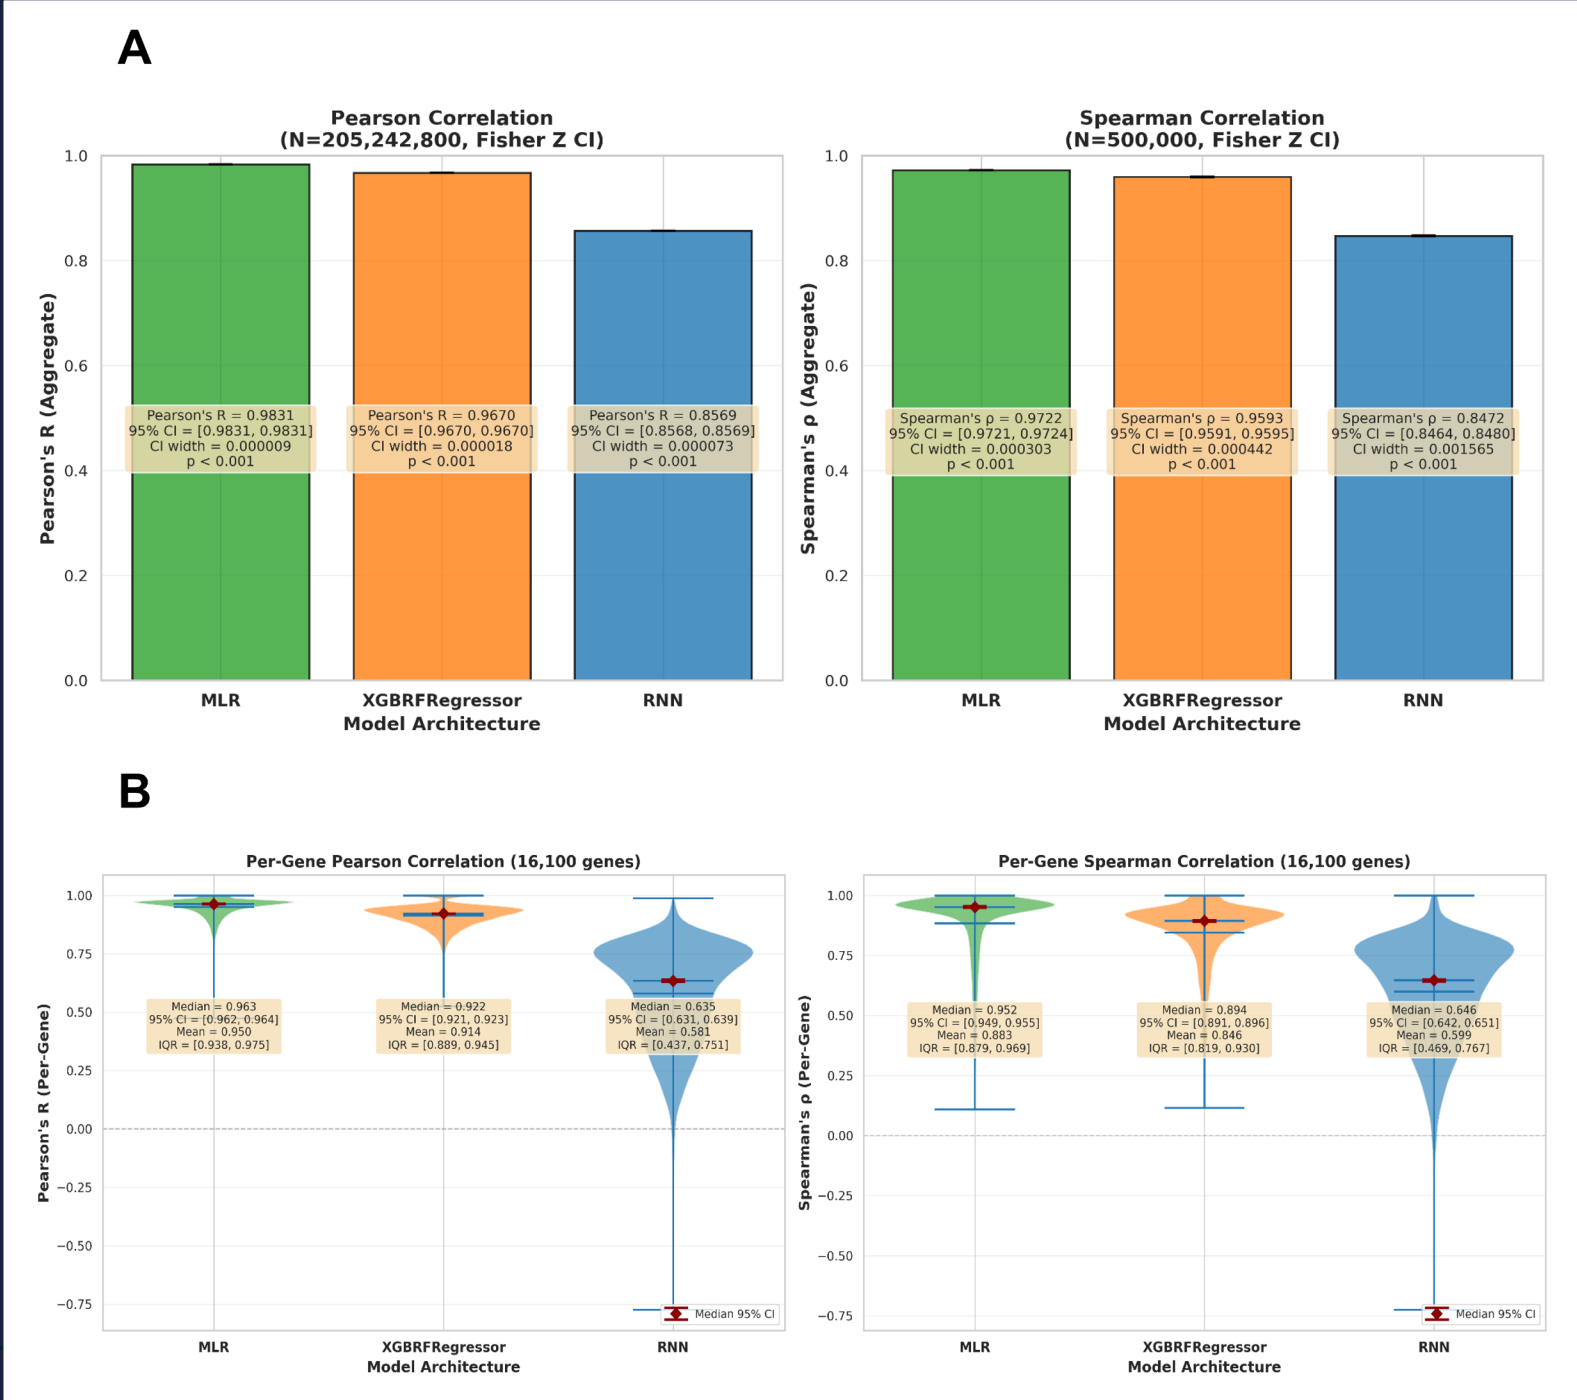 A
Pearson Correlation
(N=205,242,800, Fisher Z CI)
Pearson's R (Aggregate)
1.0
0.8
0.6
0.4
0.2
0.0
Pearson's R = 0.9831
95% CI = [0.9831, 0.9831]
CI width = 0.000009
p < 0.001
Pearson's R = 0.9670
95% CI = [0.9670, 0.9670]
CI width = 0.000018
p < 0.001
Pearson's R = 0.8569
95% CI = [0.8568, 0.8569]
CI width = 0.000073
p < 0.001
MLR
XGBRFRegressor
RNN
Model Architecture
Spearman Correlation
(N=500,000, Fisher Z CI)
Spearman's ρ (Aggregate)
1.0
0.8
0.6
0.4
0.2
0.0
Spearman's ρ = 0.9722
95% CI = [0.9721, 0.9724]
CI width = 0.000303
p < 0.001
Spearman's ρ = 0.9593
95% CI = [0.9591, 0.9595]
CI width = 0.000442
p < 0.001
Spearman's ρ = 0.8472
95% CI = [0.8464, 0.8480]
CI width = 0.001565
p < 0.001
MLR
XGBRFRegressor
RNN
Model Architecture
B
Per-Gene Pearson Correlation (16,100 genes)
Pearson's R (Per-Gene)
1.00
0.75
0.50
0.25
0.00
−0.25
−0.50
−0.75
Median = 0.963
95% CI = [0.962, 0.964]
Mean = 0.950
IQR = [0.938, 0.975]
Median = 0.922
95% CI = [0.921, 0.923]
Mean = 0.914
IQR = [0.889, 0.945]
Median = 0.635
95% CI = [0.631, 0.639]
Mean = 0.581
IQR = [0.437, 0.751]
Median 95% CI
MLR
XGBRFRegressor
RNN
Model Architecture
Per-Gene Spearman Correlation (16,100 genes)
Spearman's ρ (Per-Gene)
1.00
0.75
0.50
0.25
0.00
−0.25
−0.50
−0.75
Median = 0.952
95% CI = [0.949, 0.955]
Mean = 0.883
IQR = [0.879, 0.969]
Median = 0.894
95% CI = [0.891, 0.896]
Mean = 0.846
IQR = [0.819, 0.930]
Median = 0.646
95% CI = [0.642, 0.651]
Mean = 0.599
IQR = [0.469, 0.767]
Median 95% CI
MLR
XGBRFRegressor
RNN
Model Architecture